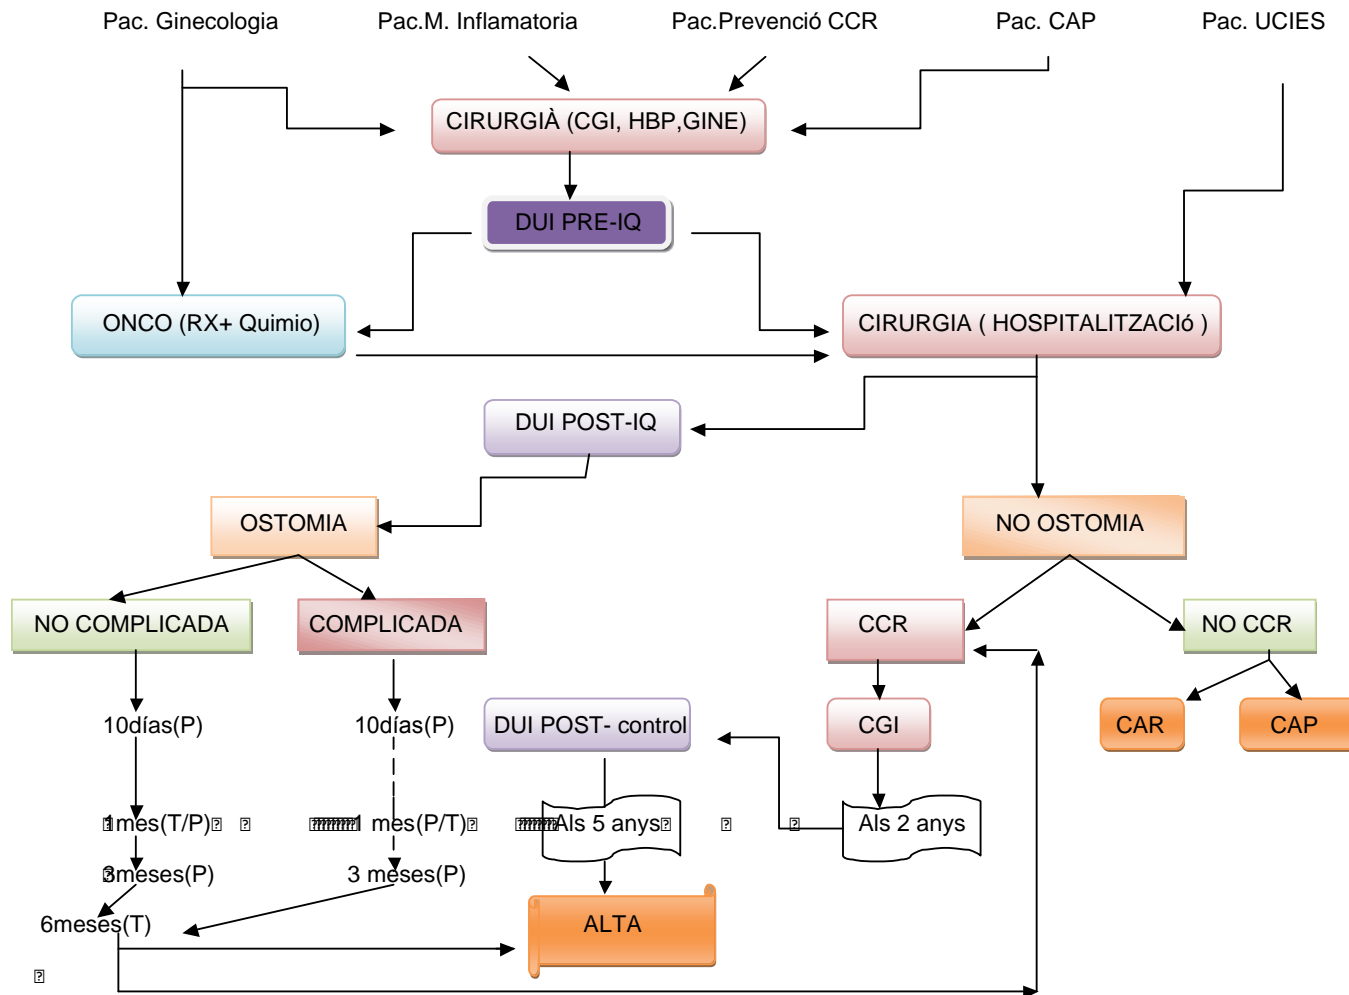 Pac. Ginecologia
Pac.M. Inflamatoria
Pac.Prevenció CCR
Pac. CAP
Pac. UCIES
CIRURGIÀ (CGI, HBP,GINE)
DUI PRE-IQ
ONCO (RX+ Quimio)
CIRURGIA ( HOSPITALITZACIó )
DUI POST-IQ
OSTOMIA
NO OSTOMIA
NO COMPLICADA
COMPLICADA
CCR
NO CCR
10días(P)
10días(P)
DUI POST- control
CGI
CAR
CAP
1mes(T/P)
1 mes(P/T)
Als 5 anys
Als 2 anys
3meses(P)
3 meses(P)
6meses(T)
ALTA